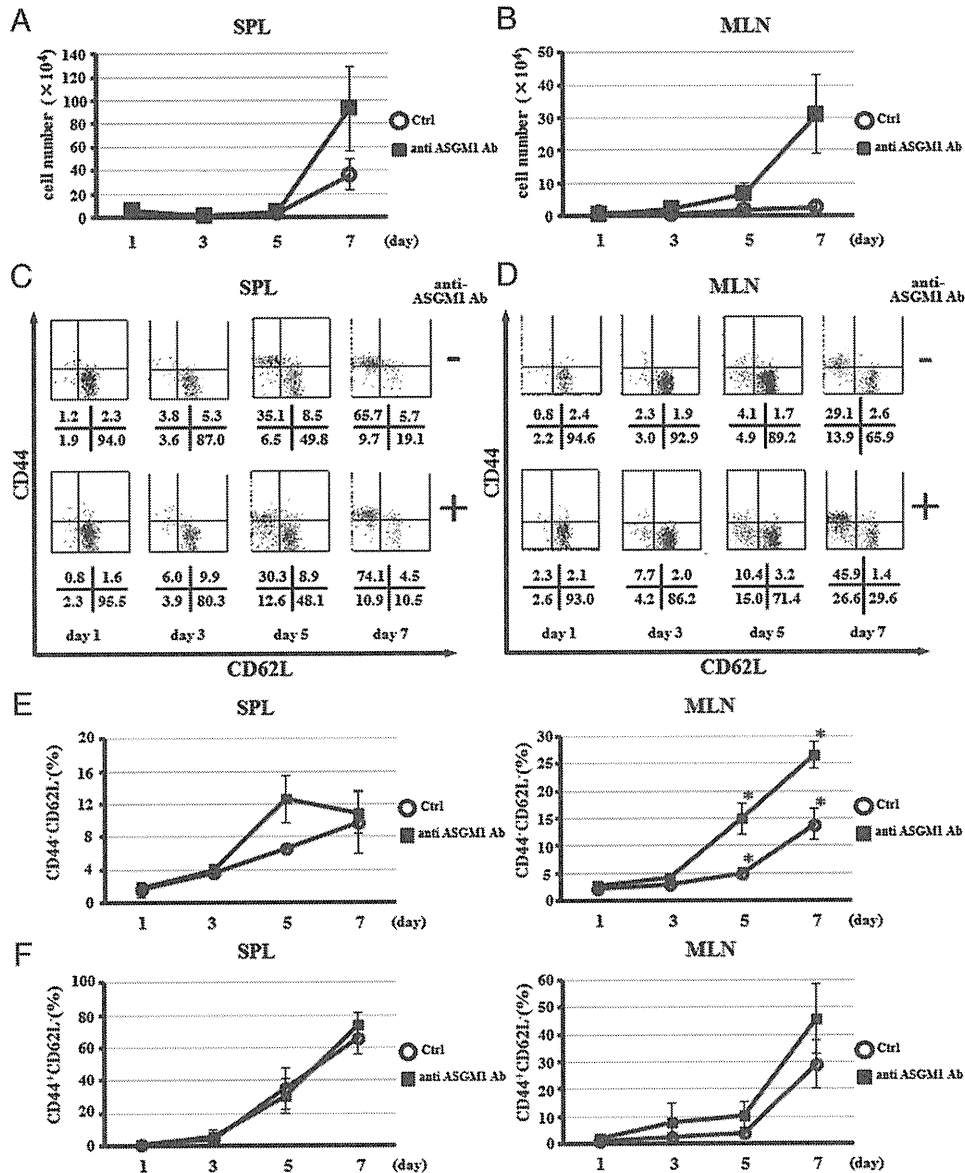 A
SPL
cell number (×10⁴)
140
120
100
80
60
40
20
0
1 3 5 7 (day)
Ctrl
anti ASGM1 Ab
B
MLN
cell number (×10⁴)
50
40
30
20
10
0
1 3 5 7 (day)
Ctrl
anti ASGM1 Ab
C
SPL
anti-
ASGM1 Ab
CD44
-
1.2 2.3 3.8 5.3 35.1 8.5 65.7 5.7
1.9 94.0 3.6 87.0 6.5 49.8 9.7 19.1
+
0.8 1.6 6.0 9.9 30.3 8.9 74.1 4.5
2.3 95.5 3.9 80.3 12.6 48.1 10.9 10.5
day 1 day 3 day 5 day 7
CD62L
D
MLN
anti-
ASGM1 Ab
CD44
-
0.8 2.4 2.3 1.9 4.1 1.7 29.1 2.6
2.2 94.6 3.0 92.9 4.9 89.2 13.9 65.9
+
2.3 2.1 7.7 2.0 10.4 3.2 45.9 1.4
2.6 93.0 4.2 86.2 15.0 71.4 26.6 29.6
day 1 day 3 day 5 day 7
CD62L
E
SPL
CD44⁻CD62L⁻(%)
20
16
12
8
4
0
1 3 5 7 (day)
Ctrl
anti ASGM1 Ab
MLN
CD44⁻CD62L⁻(%)
30
25
20
15
10
5
0
* * * *
1 3 5 7 (day)
Ctrl
anti ASGM1 Ab
F
SPL
CD44⁺CD62L⁻(%)
100
80
60
40
20
0
1 3 5 7 (day)
Ctrl
anti ASGM1 Ab
MLN
CD44⁺CD62L⁻(%)
60
50
40
30
20
10
0
1 3 5 7 (day)
Ctrl
anti ASGM1 Ab